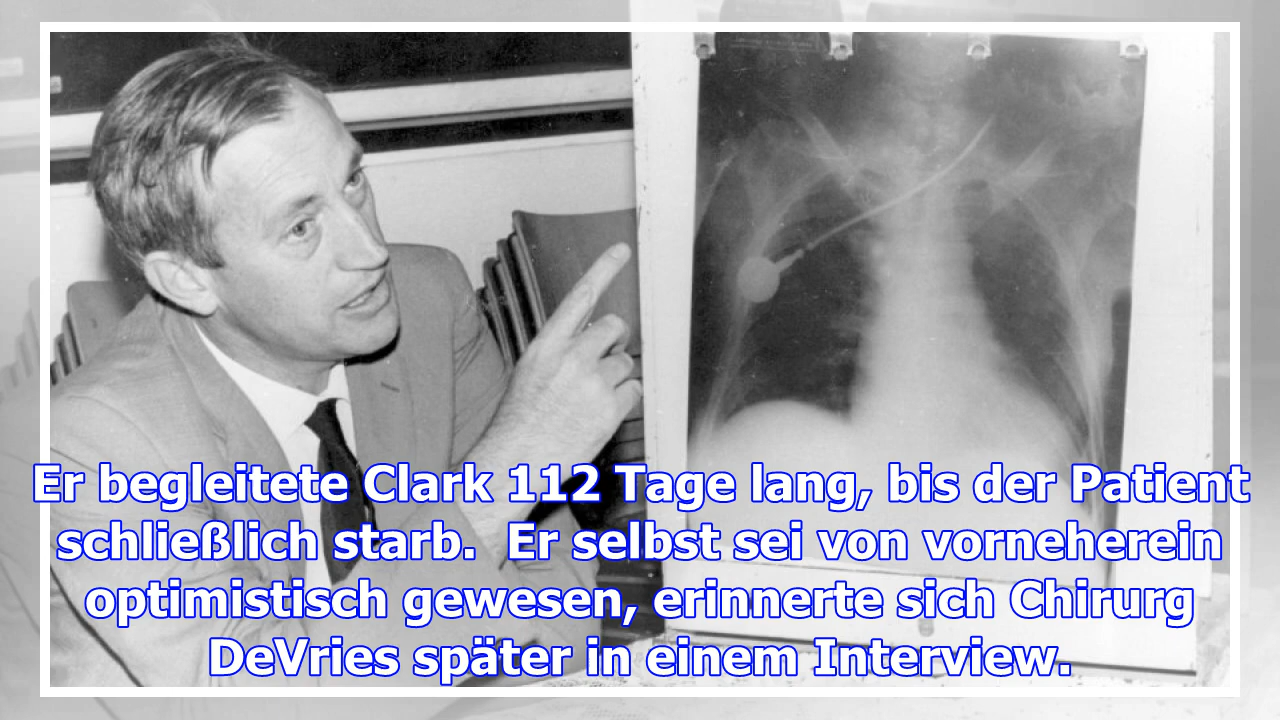 Er begleitete Clark 112 Tage lang, bis der Patient
schließlich starb.  Er selbst sei von vorneherein
optimistisch gewesen, erinnerte sich Chirurg
DeVries später in einem Interview.